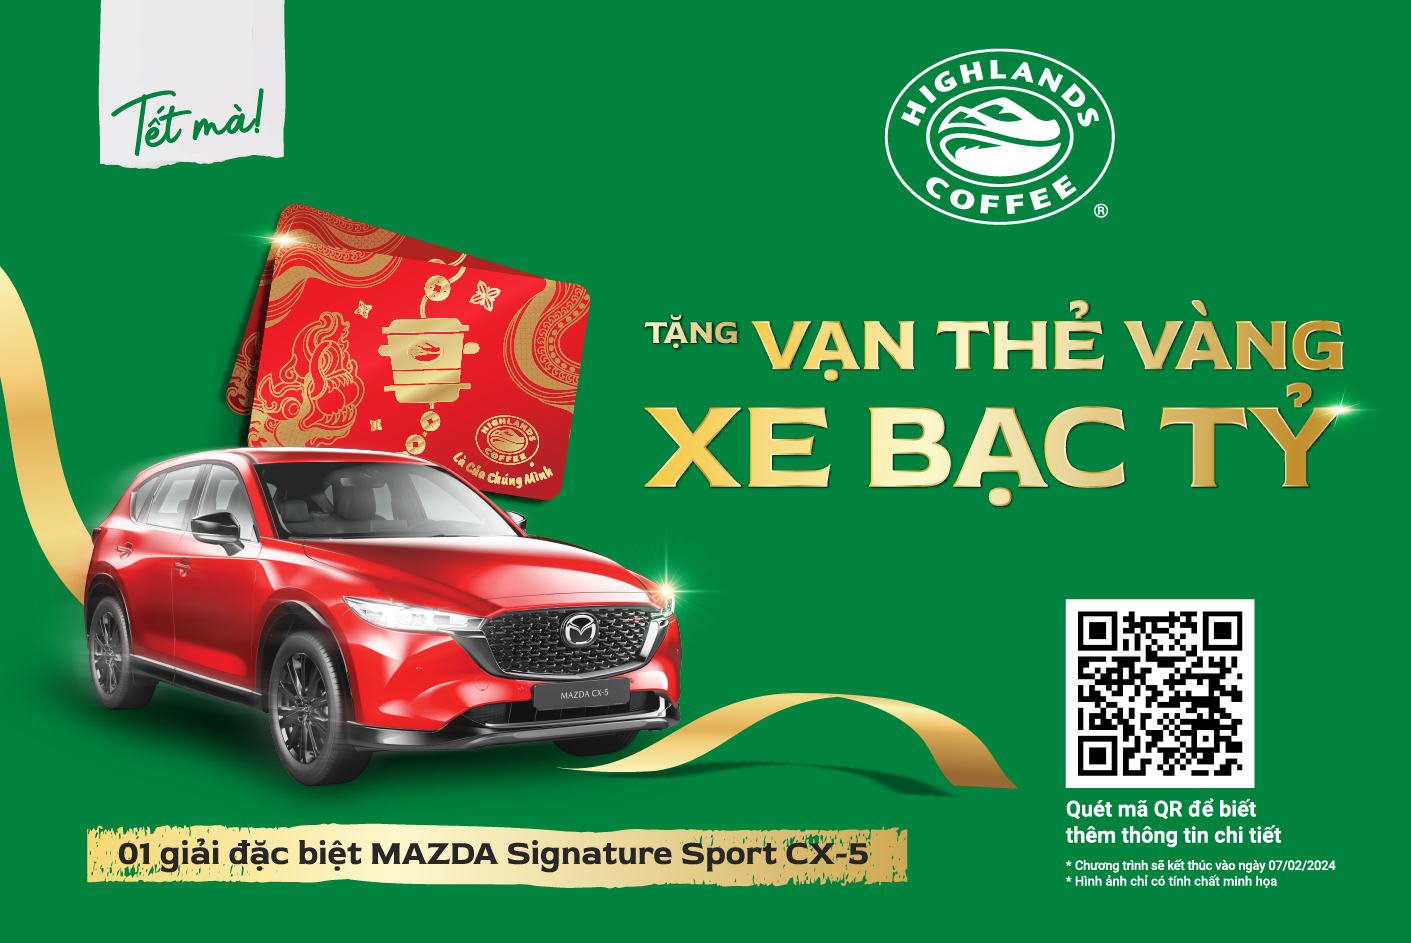 Tết mà!
HIGHLANDS
COFFEE
®
TẶNG VẠN THẺ VÀNG
XE BẠC TỶ
HIGHLANDS
COFFEE
Là Của Chúng Mình
MAZDA CX-5
01 giải đặc biệt MAZDA Signature Sport CX-5
Quét mã QR để biết
thêm thông tin chi tiết
* Chương trình sẽ kết thúc vào ngày 07/02/2024
* Hình ảnh chỉ có tính chất minh họa